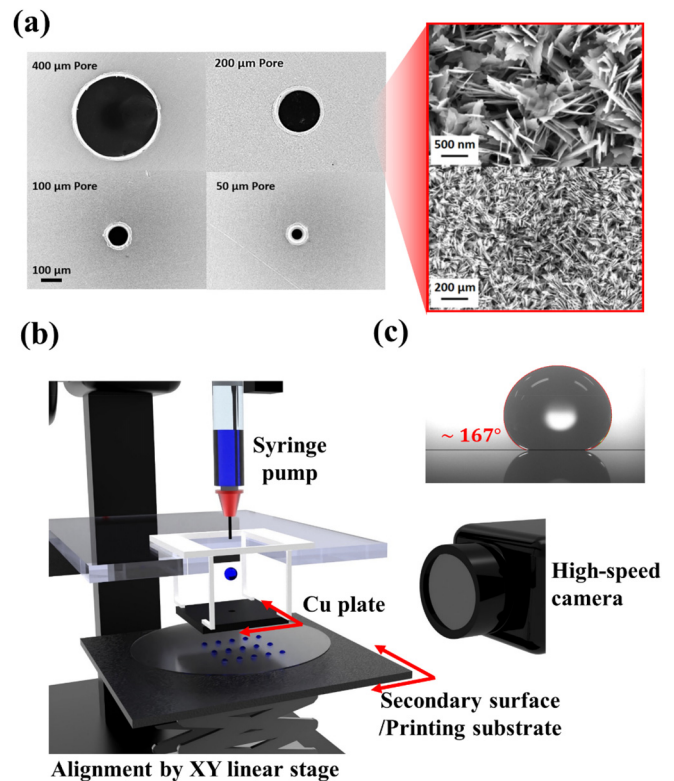 (a)
400 µm Pore
200 µm Pore
100 µm Pore
50 µm Pore
100 µm
500 nm
200 µm
(b)
(c)
Syringe
pump
~ 167°
Cu plate
High-speed
camera
Secondary surface
/Printing substrate
Alignment by XY linear stage